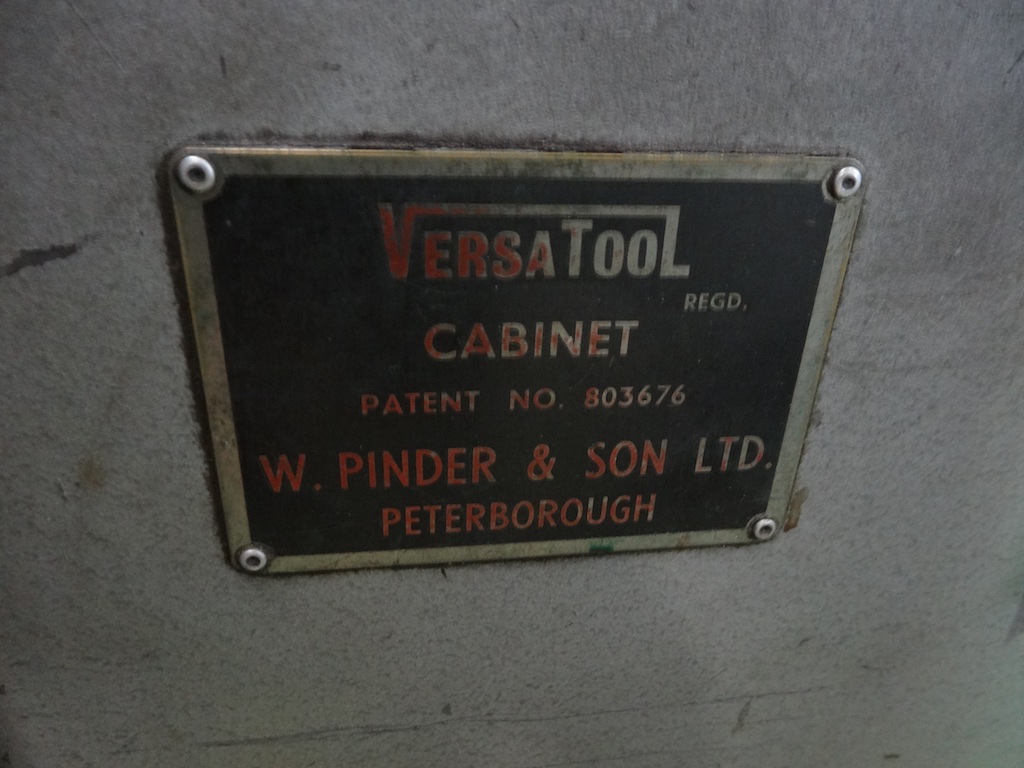 VERSATOOL
REGD.
CABINET
PATENT NO. 803676
W. PINDER & SON LTD.
PETERBOROUGH